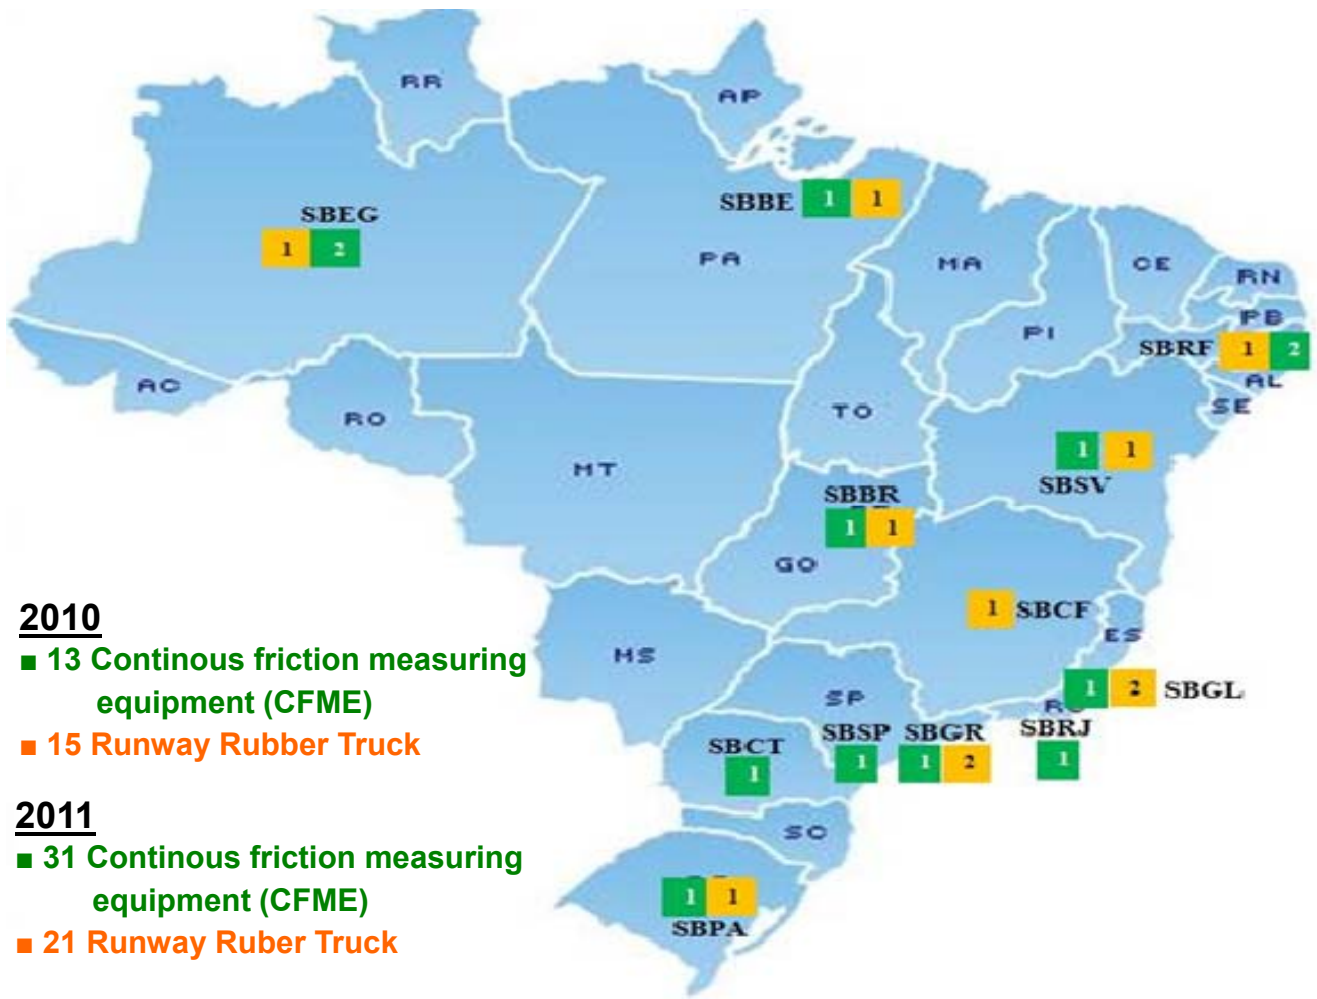 RR
AP
SBEG
1 2
SBBE 1 1
PA
MA
CE
RN
PB
PI
SBRF 1 2
AL
SE
AC
RO
TO
MT
1 1
SBSV
SBBR
1 1
GO
1 SBCF
ES
MS
1 2 SBGL
SP
SBCT
1
SBSP
1
SBGR
1 2
SBRJ
1
SC
1 1
SBPA
2010
■ 13 Continous friction measuring
equipment (CFME)
■ 15 Runway Rubber Truck
2011
■ 31 Continous friction measuring
equipment (CFME)
■ 21 Runway Ruber Truck